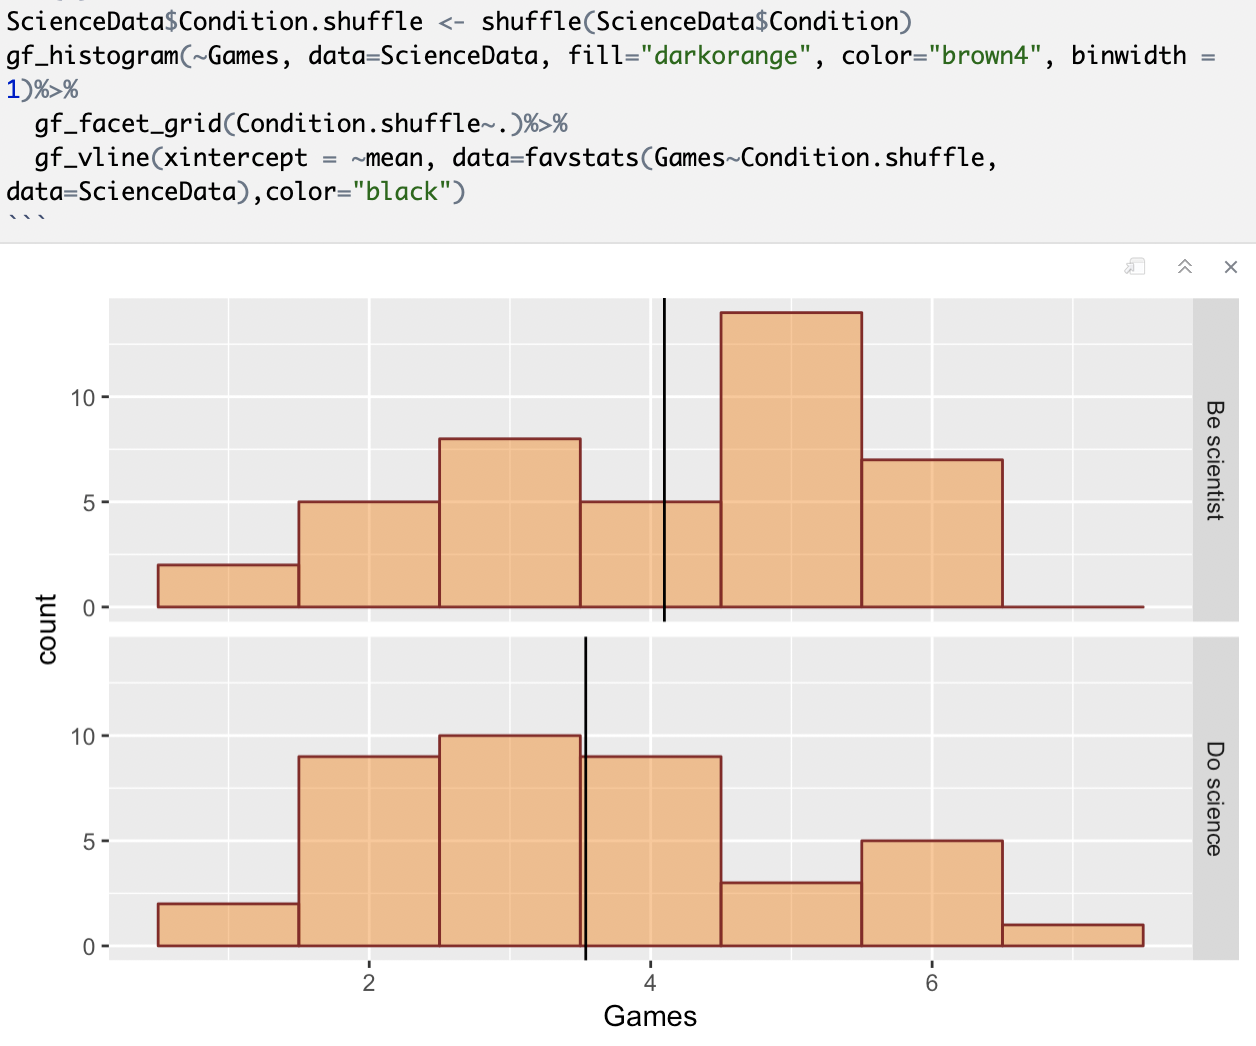 ScienceData$Condition.shuffle <- shuffle(ScienceData$Condition)
gf_histogram(~Games, data=ScienceData, fill="darkorange", color="brown4", binwidth =
1)%>%
  gf_facet_grid(Condition.shuffle~.)%>%
  gf_vline(xintercept = ~mean, data=favstats(Games~Condition.shuffle,
data=ScienceData),color="black")
```
10
5
0
Be scientist
count
10
5
0
Do science
2 4 6
Games